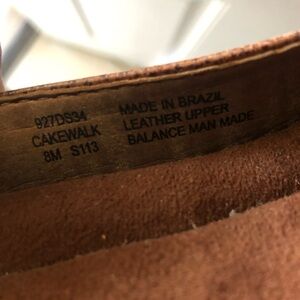 927DS34
CAKEWALK
8M S113
MADE IN BRAZIL
LEATHER UPPER
BALANCE MAN MADE